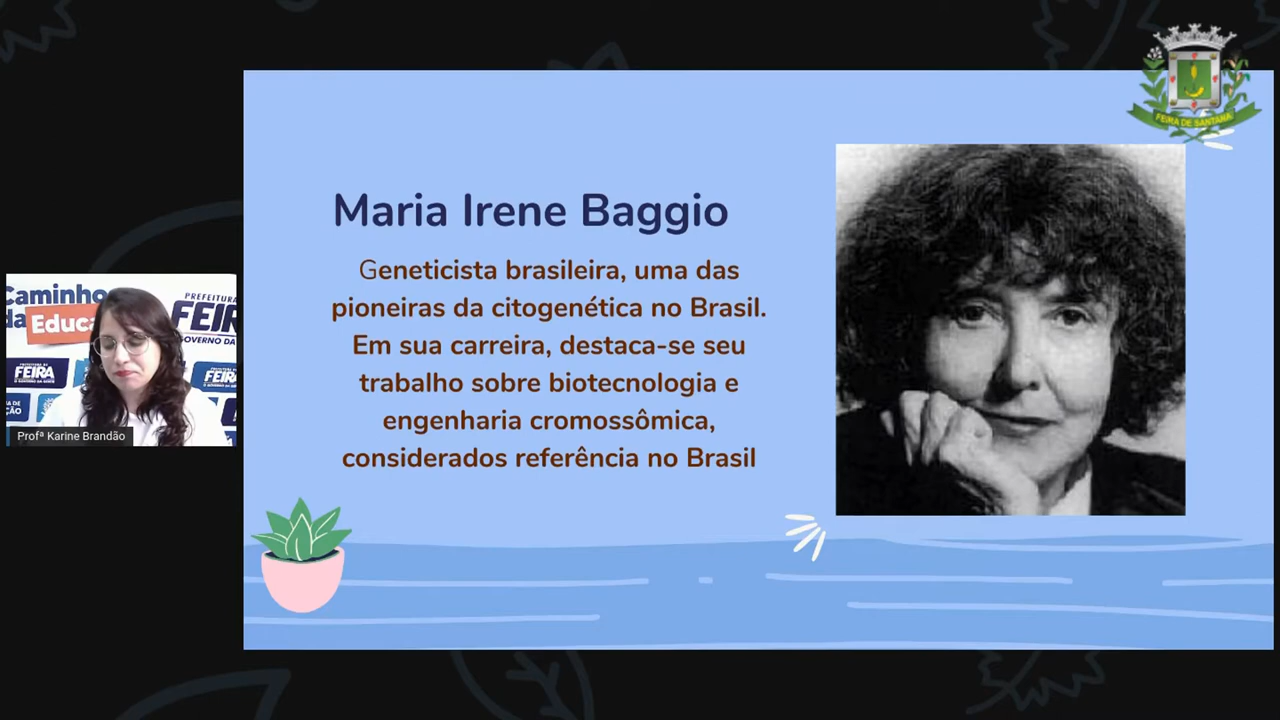 FEIRA DE SANTANA
Maria Irene Baggio
Geneticista brasileira, uma das
pioneiras da citogenética no Brasil.
Em sua carreira, destaca-se seu
trabalho sobre biotecnologia e
engenharia cromossômica,
considerados referência no Brasil
Caminho
da Educa
PREFEITURA
FEIR
GOVERNO DA
FEIRA
FEIRA
Profª Karine Brandão